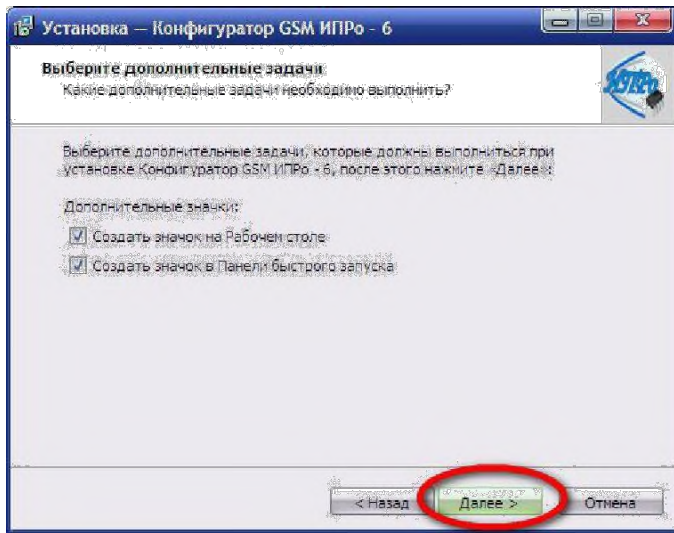 Установка — Конфигуратор GSM ИПРо - 6
Выберите дополнительные задачи
Какие дополнительные задачи необходимо выполнить?
ИПРо
Выберите дополнительные задачи, которые должны выполниться при
установке Конфигуратор GSM ИПРо - 6, после этого нажмите «Далее»:
Дополнительные значки:
Создать значок на Рабочем столе
Создать значок в Панели быстрого запуска
< Назад
Далее >
Отмена